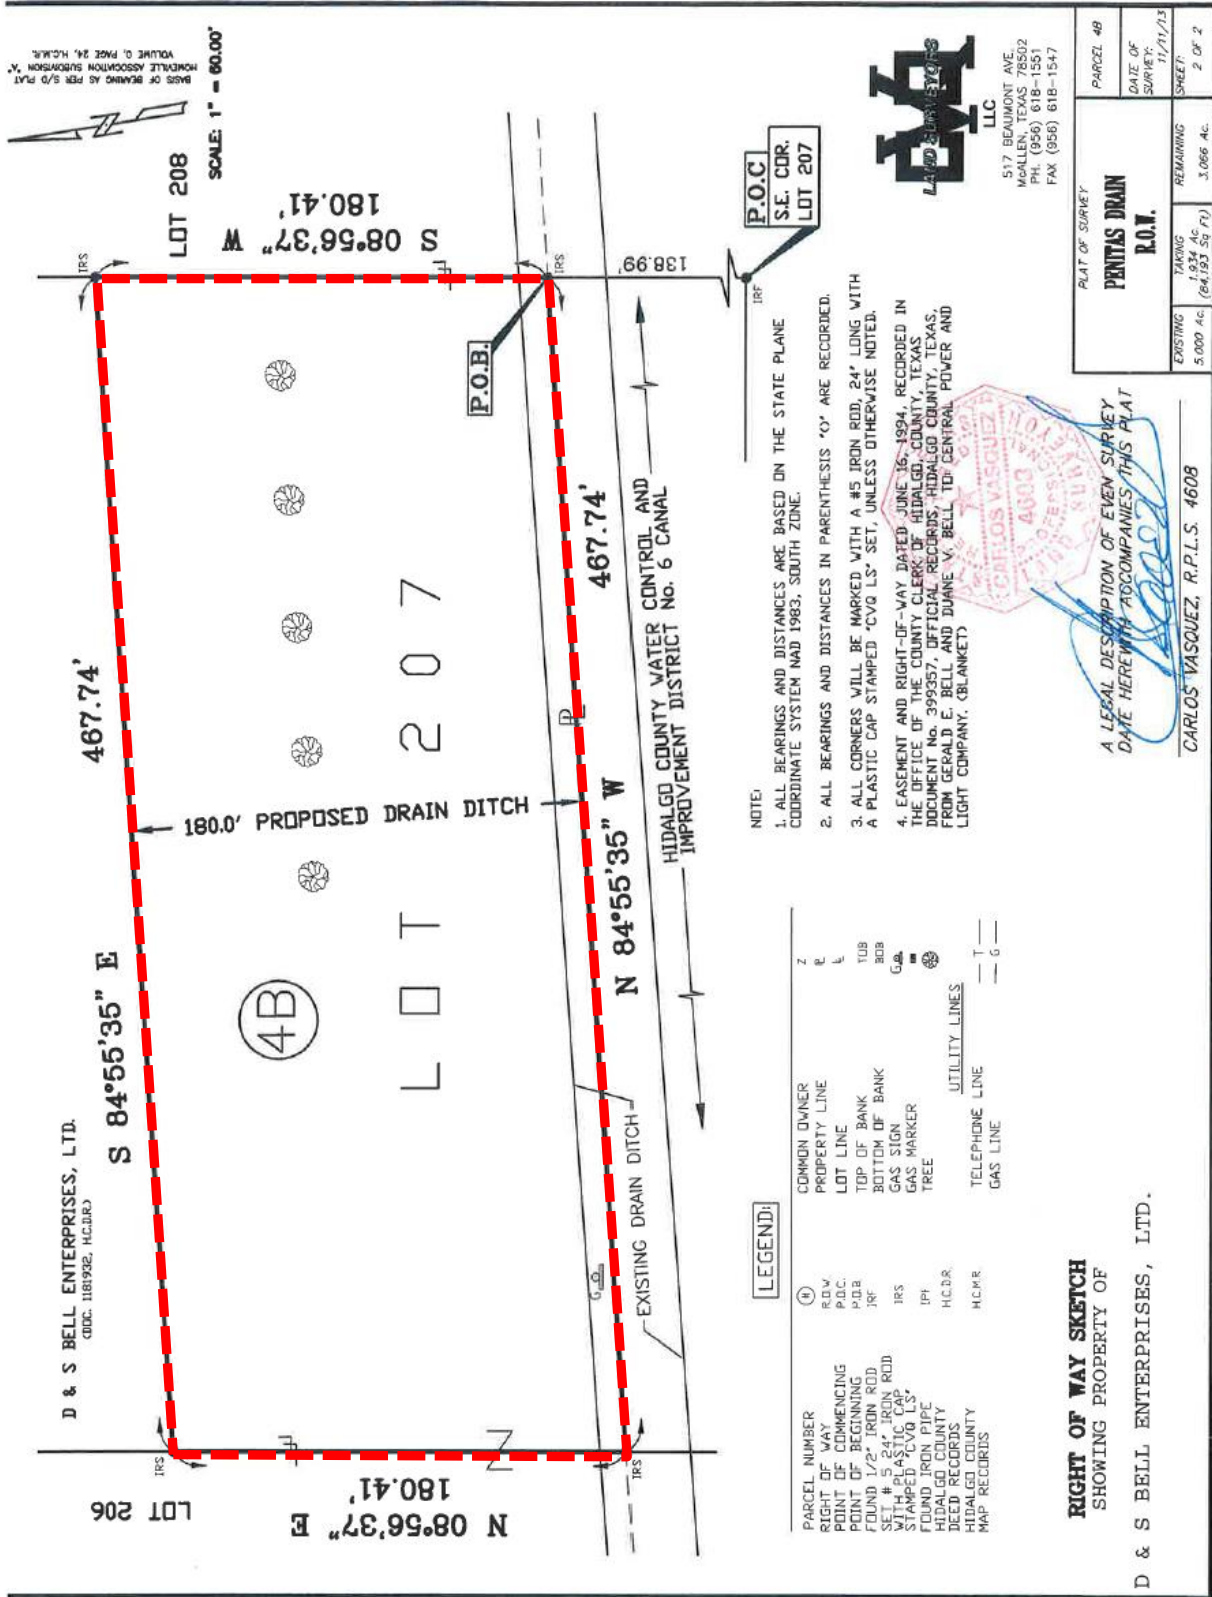 BASIS OF BEARING AS PER S/D PLAT
HOMEVILLE ASSOCIATION SUBDIVISION "A"
VOLUME 0, PAGE 24, H.C.M.R.
SCALE: 1" = 60.00'
D & S BELL ENTERPRISES, LTD.
(DOC. 1181932, H.C.D.R.)
S 84°55'35" E
467.74'
LOT 206
LOT 208
IRS
IRS
N 08°56'37" E
180.41'
S 08°56'37" W
180.41'
4B
LOT 207
180.0' PROPOSED DRAIN DITCH
P.O.B.
IRS
IRS
G
N 84°55'35" W
467.74'
138.99'
EXISTING DRAIN DITCH
HIDALGO COUNTY WATER CONTROL AND
IMPROVEMENT DISTRICT No. 6 CANAL
P.O.C
S.E. COR.
LOT 207
IRF
LEGEND:
PARCEL NUMBER
RIGHT OF WAY R.O.W.
POINT OF COMMENCING P.O.C.
POINT OF BEGINNING P.O.B
FOUND 1/2" IRON ROD IRF
SET # 5 24" IRON ROD
WITH PLASTIC CAP IRS
STAMPED "CVQ LS"
FOUND IRON PIPE IPF
HIDALGO COUNTY H.C.D.R.
DEED RECORDS
HIDALGO COUNTY H.C.M.R.
MAP RECORDS
COMMON OWNER Z
PROPERTY LINE
LOT LINE
TOP OF BANK TOB
BOTTOM OF BANK BOB
GAS SIGN G
GAS MARKER
TREE
UTILITY LINES
TELEPHONE LINE — T —
GAS LINE — G —
NOTE:
1. ALL BEARINGS AND DISTANCES ARE BASED ON THE STATE PLANE
COORDINATE SYSTEM NAD 1983, SOUTH ZONE.
2. ALL BEARINGS AND DISTANCES IN PARENTHESIS "()" ARE RECORDED.
3. ALL CORNERS WILL BE MARKED WITH A #5 IRON ROD, 24" LONG WITH
A PLASTIC CAP STAMPED "CVQ LS" SET, UNLESS OTHERWISE NOTED.
4. EASEMENT AND RIGHT-OF-WAY DATED JUNE 16, 1994, RECORDED IN
THE OFFICE OF THE COUNTY CLERK OF HIDALGO, COUNTY, TEXAS
DOCUMENT No. 399357, OFFICIAL RECORDS, HIDALGO COUNTY, TEXAS,
FROM GERALD E. BELL AND DUANE V. BELL TO CENTRAL POWER AND
LIGHT COMPANY. (BLANKET)
LAND SURVEYORS
LLC
517 BEAUMONT AVE.
McALLEN, TEXAS 78502
PH. (956) 618-1551
FAX (956) 618-1547
RIGHT OF WAY SKETCH
SHOWING PROPERTY OF
D & S BELL ENTERPRISES, LTD.
A LEGAL DESCRIPTION OF EVEN SURVEY
DATE HEREWITH ACCOMPANIES THIS PLAT
CARLOS VASQUEZ
PROFESSIONAL
LAND SURVEYOR
CARLOS VASQUEZ, R.P.L.S. 4608
PLAT OF SURVEY
PENITAS DRAIN
R.O.W.
PARCEL 4B
DATE OF
SURVEY:
11/11/13
EXISTING
5.000 Ac.
TAKING
1.934 Ac.
(84,193 Sq Ft)
REMAINING
3.066 Ac.
SHEET:
2 OF 2